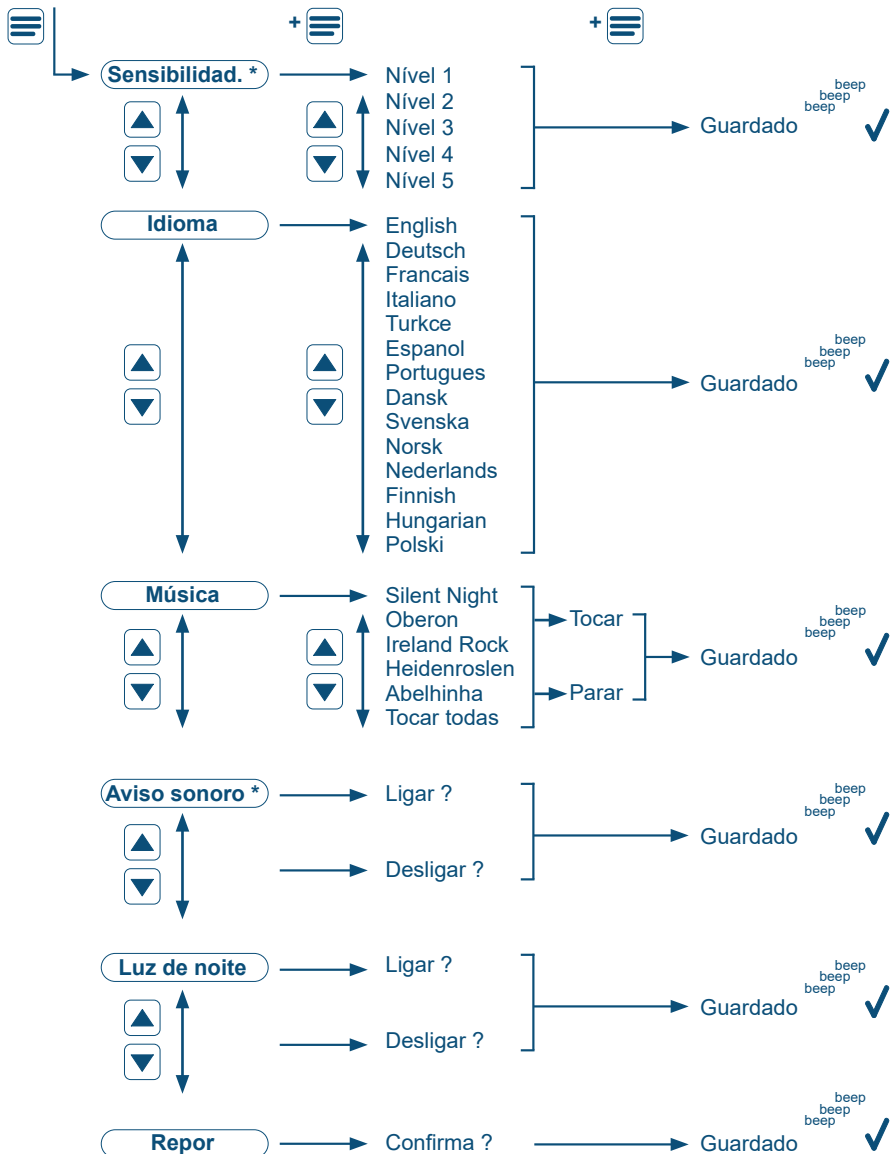 +
+
Sensibilidad. *
Nível 1
Nível 2
Nível 3
Nível 4
Nível 5
Guardado
beep
beep
beep
Idioma
English
Deutsch
Francais
Italiano
Turkce
Espanol
Portugues
Dansk
Svenska
Norsk
Nederlands
Finnish
Hungarian
Polski
Guardado
beep
beep
beep
Música
Silent Night
Oberon
Ireland Rock
Heidenroslen
Abelhinha
Tocar todas
Tocar
Parar
Guardado
beep
beep
beep
Aviso sonoro *
Ligar ?
Desligar ?
Guardado
beep
beep
beep
Luz de noite
Ligar ?
Desligar ?
Guardado
beep
beep
beep
Repor
Confirma ?
Guardado
beep
beep
beep